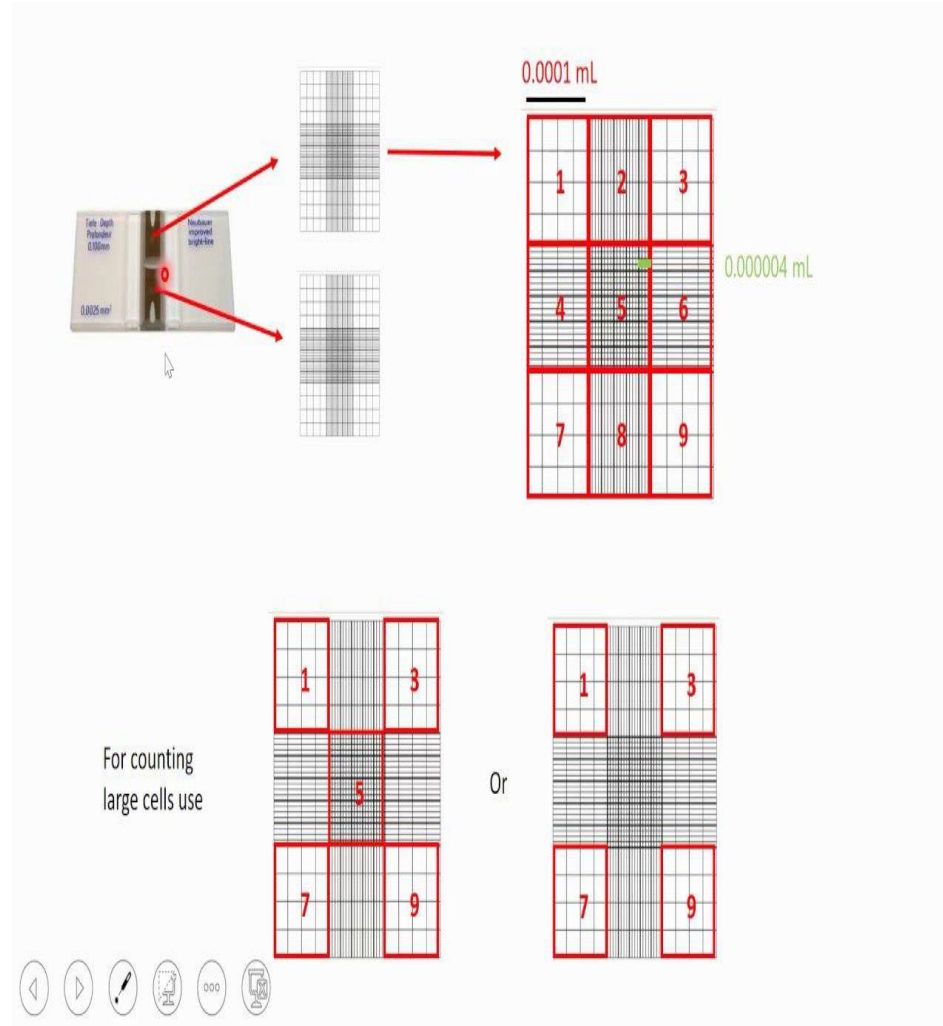 0.0001 mL
Tiefe · Depth
Profondeur
0.100mm
Neubauer
improved
bright-line
0.0025 mm²
1 2 3
4 5 6
7 8 9
0.000004 mL
For counting
large cells use
1 3
5
7 9
Or
1 3
7 9